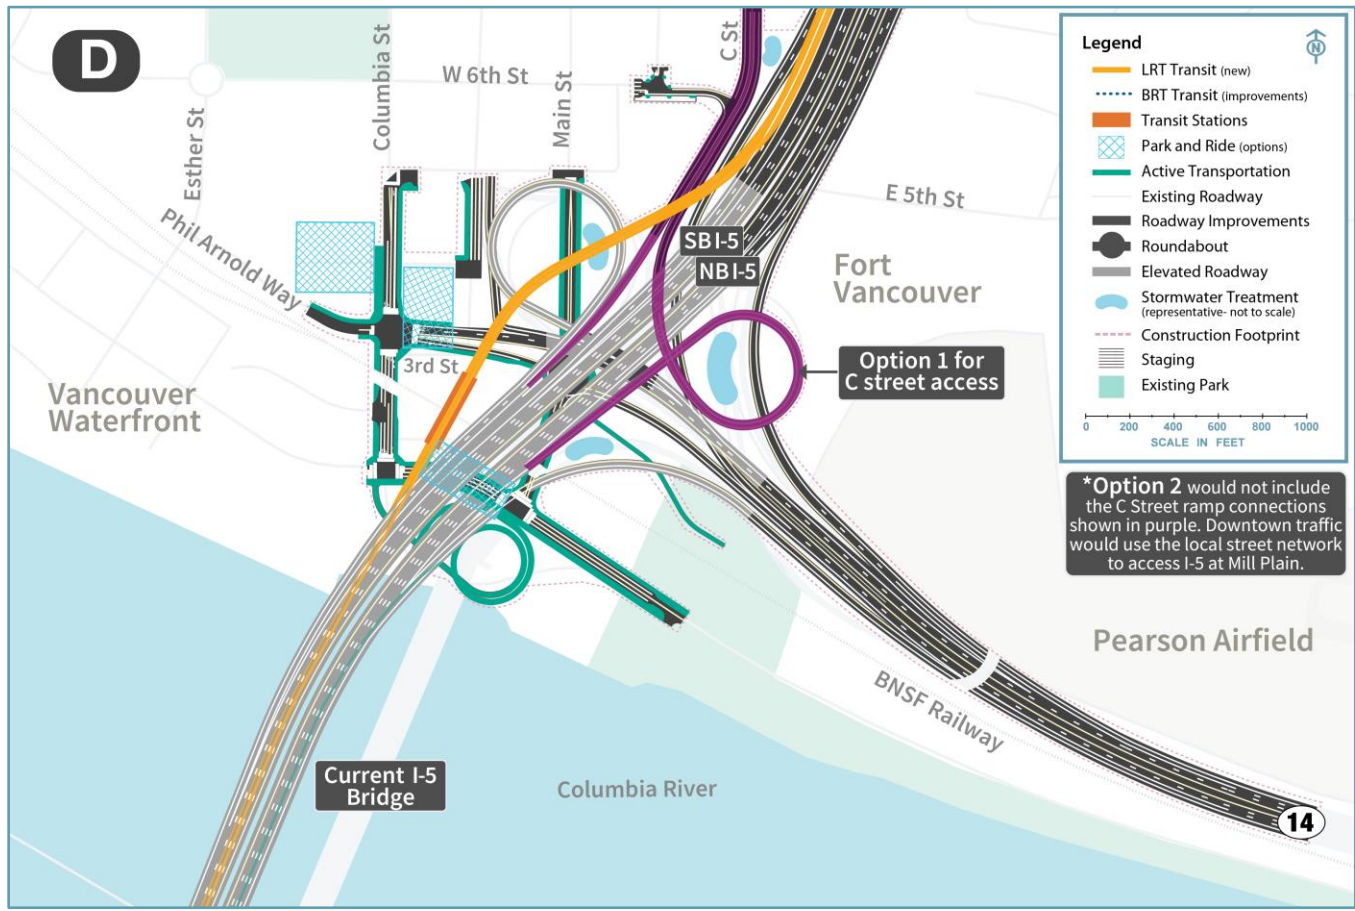 D
Columbia St
C St
W 6th St
Main St
Esther St
E 5th St
Phil Arnold Way
SB I-5
NB I-5
Fort
Vancouver
3rd St
Option 1 for
C street access
Vancouver
Waterfront
Pearson Airfield
BNSF Railway
Current I-5
Bridge
Columbia River
14
Legend
N
LRT Transit (new)
BRT Transit (improvements)
Transit Stations
Park and Ride (options)
Active Transportation
Existing Roadway
Roadway Improvements
Roundabout
Elevated Roadway
Stormwater Treatment
(representative- not to scale)
Construction Footprint
Staging
Existing Park
0 200 400 600 800 1000
SCALE IN FEET
*Option 2 would not include
the C Street ramp connections
shown in purple. Downtown traffic
would use the local street network
to access I-5 at Mill Plain.